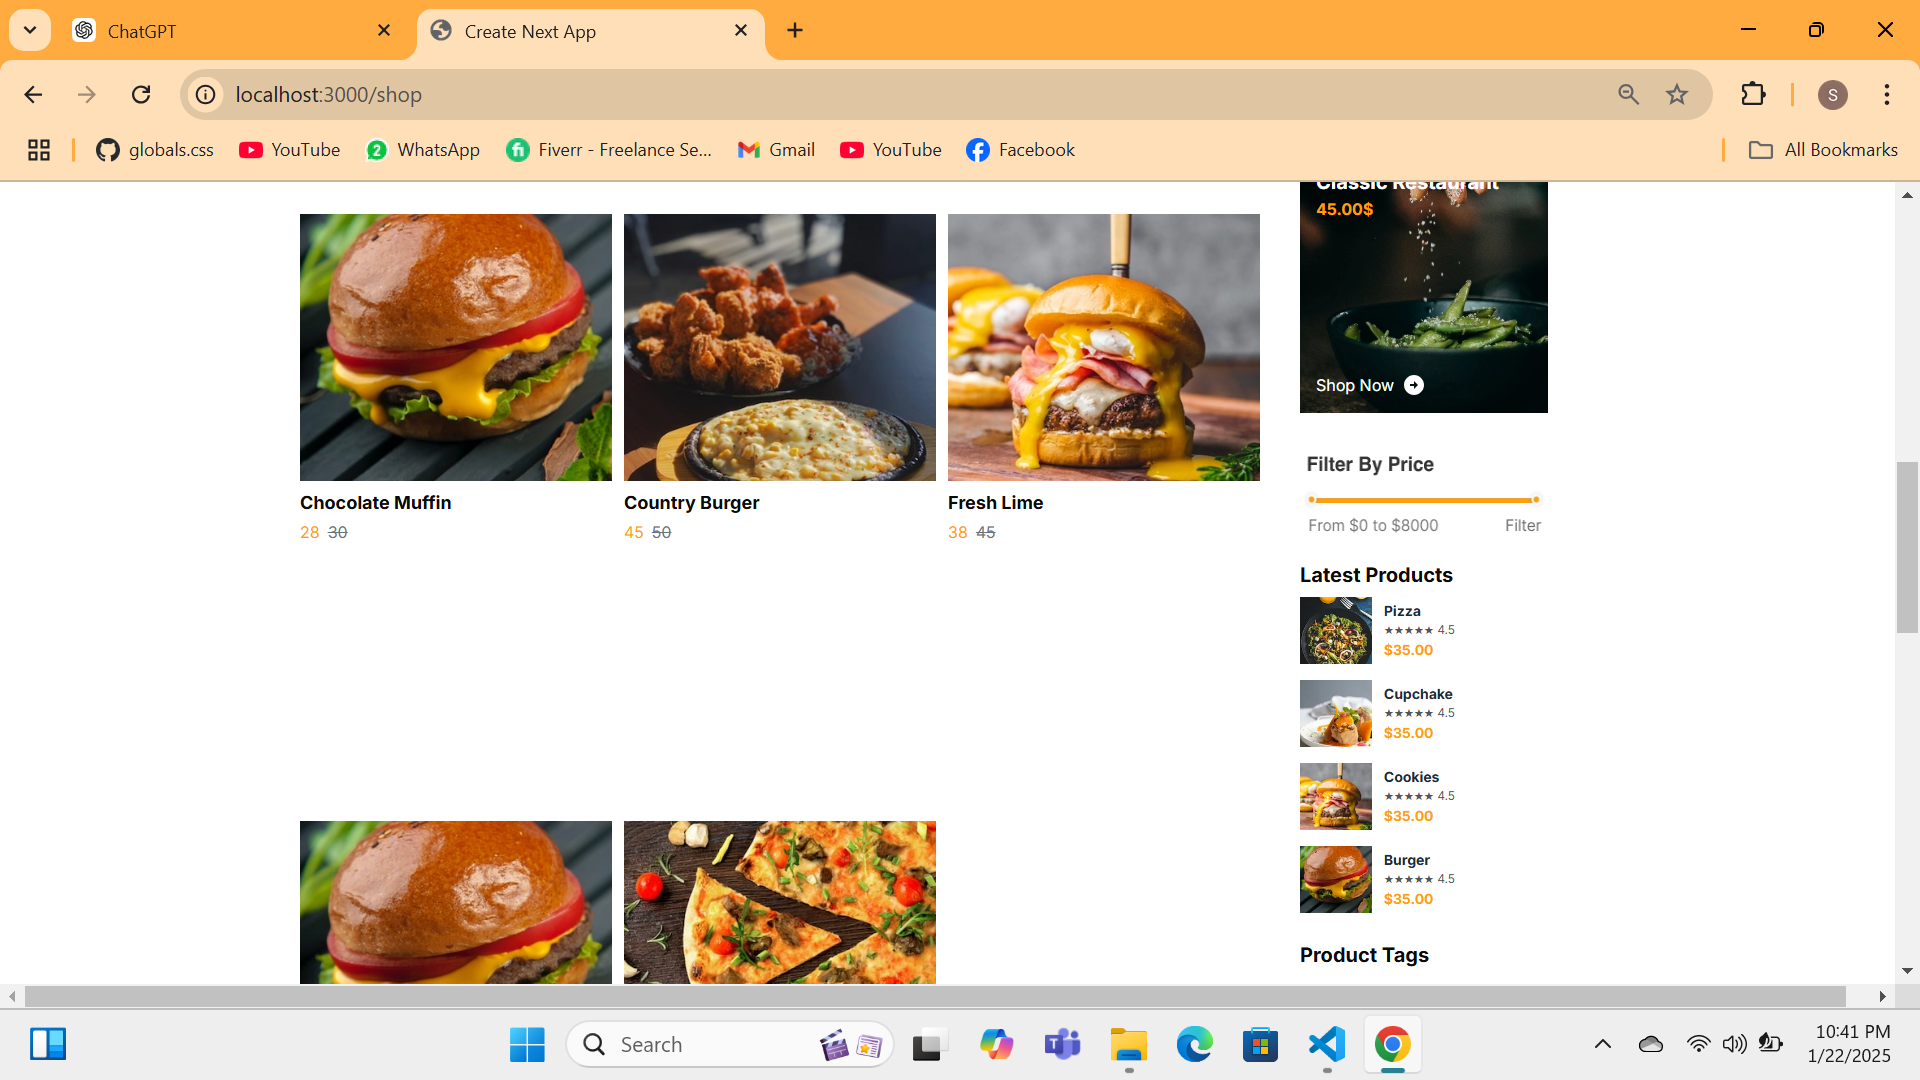 ChatGPT
Create Next App
localhost:3000/shop
S
globals.css
YouTube
2
WhatsApp
Fiverr - Freelance Se...
Gmail
YouTube
Facebook
All Bookmarks
Classic Restaurant
45.00$
Shop Now
Chocolate Muffin
28 30
Country Burger
45 50
Fresh Lime
38 45
Filter By Price
From $0 to $8000
Filter
Latest Products
Pizza
★★★★★ 4.5
$35.00
Cupchake
★★★★★ 4.5
$35.00
Cookies
★★★★★ 4.5
$35.00
Burger
★★★★★ 4.5
$35.00
Product Tags
Search
10:41 PM
1/22/2025